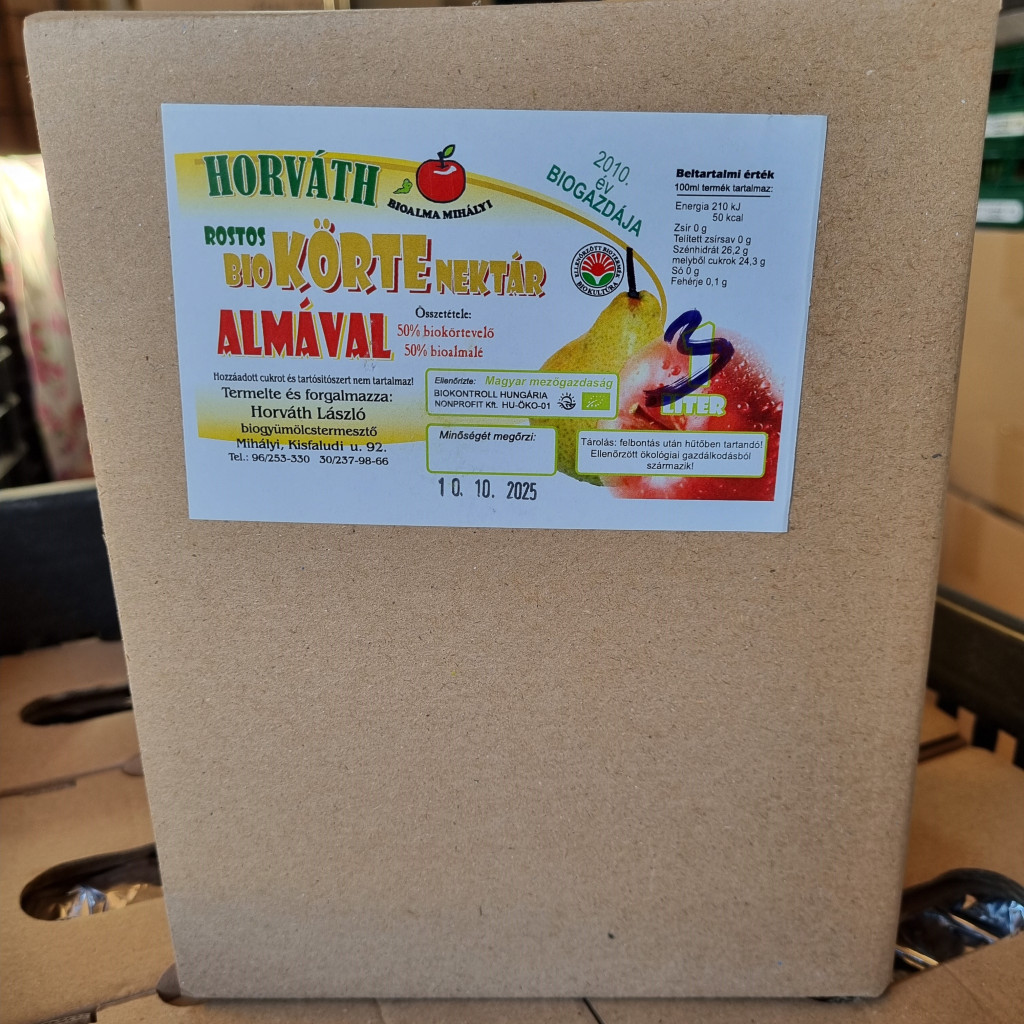 HORVÁTH
BIOALMA MIHÁLYI
2010.
év
BIOGAZDÁJA
ROSTOS
BIO KÖRTE NEKTÁR
ALMÁVAL
Összetétele:
50% biokörtevelő
50% bioalmalé
ELLENŐRZÖTT BIOTERMÉK
BIOKULTÚRA
Beltartalmi érték
100ml termék tartalmaz:
Energia 210 kJ
50 kcal
Zsír 0 g
Telített zsírsav 0 g
Szénhidrát 26,2 g
melyből cukrok 24,3 g
Só 0 g
Fehérje 0,1 g
3
LITER
Hozzáadott cukrot és tartósítószert nem tartalmaz!
Termelte és forgalmazza:
Horváth László
biogyümölcstermesztő
Mihályi, Kisfaludi u. 92.
Tel.: 96/253-330 30/237-98-66
Ellenőrizte: Magyar mezőgazdaság
BIOKONTROLL HUNGÁRIA
NONPROFIT Kft. HU-ÖKO-01
Minőségét megőrzi:
10. 10. 2025
Tárolás: felbontás után hűtőben tartandó!
Ellenőrzött ökológiai gazdálkodásból
származik!